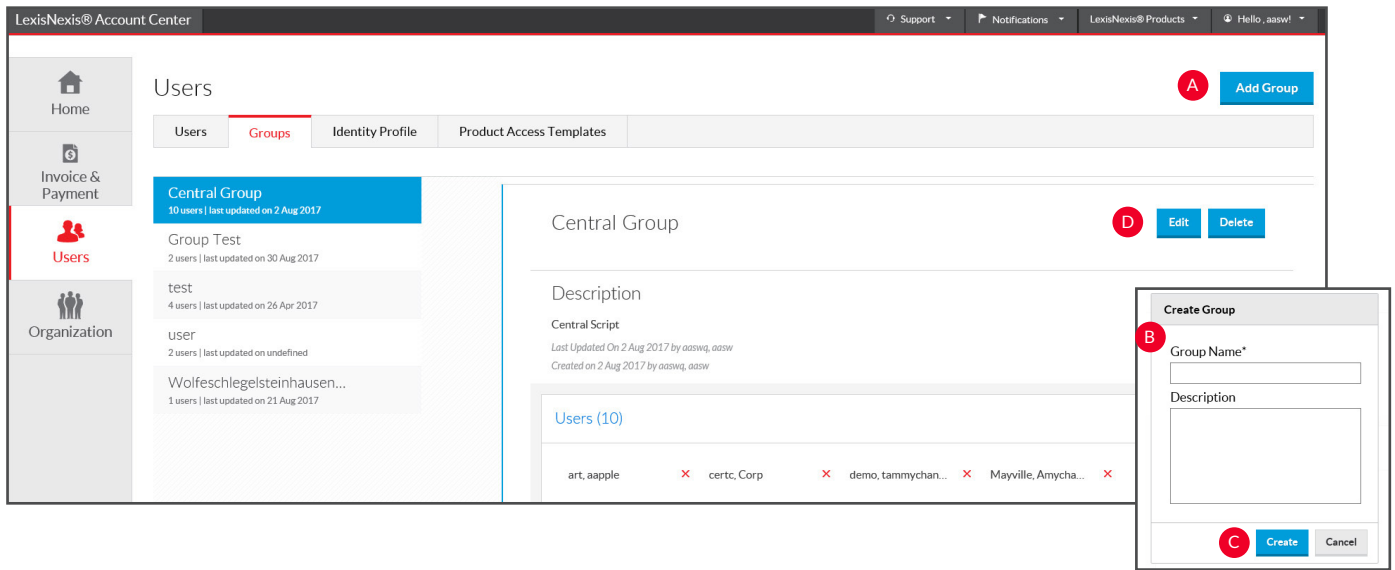 LexisNexis® Account Center
Support
Notifications
LexisNexis® Products
Hello , aasw!
Home
Invoice &
Payment
Users
Organization
Users
A
Add Group
Users
Groups
Identity Profile
Product Access Templates
Central Group
10 users | last updated on 2 Aug 2017
Group Test
2 users | last updated on 30 Aug 2017
test
4 users | last updated on 26 Apr 2017
user
2 users | last updated on undefined
Wolfeschlegelsteinhausen...
1 users | last updated on 21 Aug 2017
Central Group
D
Edit
Delete
Description
Central Script
Last Updated On 2 Aug 2017 by aaswq, aasw
Created on 2 Aug 2017 by aaswq, aasw
Users (10)
art, aapple
certc, Corp
demo, tammychan...
Mayville, Amycha...
Create Group
B
Group Name*
Description
C
Create
Cancel